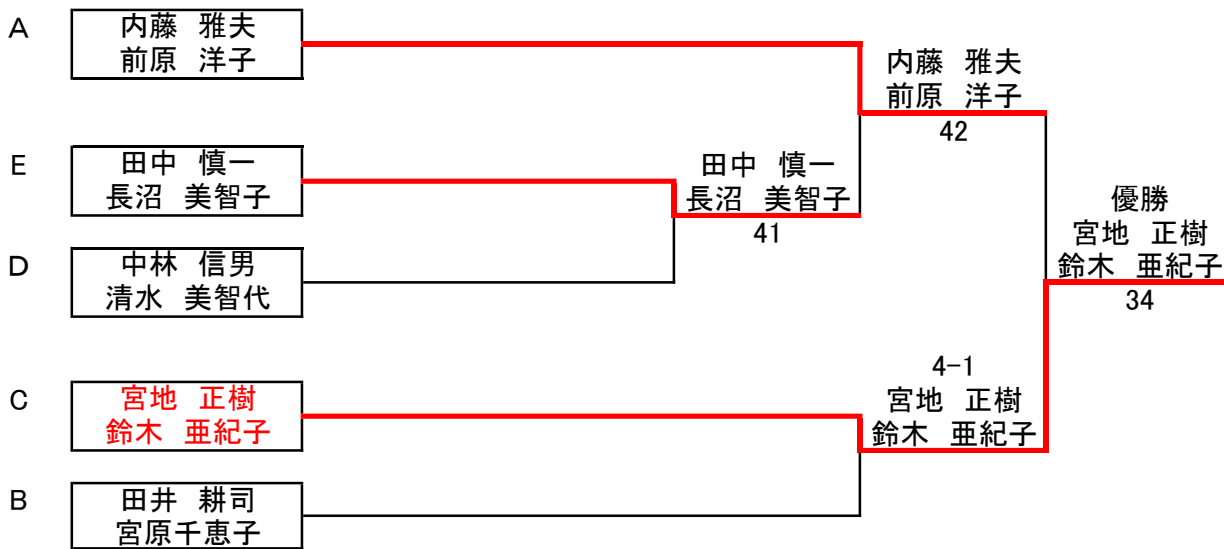 A
内藤　雅夫
前原　洋子
内藤　雅夫
前原　洋子
42
E
田中　慎一
長沼　美智子
田中　慎一
長沼　美智子
41
優勝
宮地　正樹
鈴木　亜紀子
34
D
中林　信男
清水　美智代
4-1
宮地　正樹
鈴木　亜紀子
C
宮地　正樹
鈴木　亜紀子
B
田井　耕司
宮原千恵子